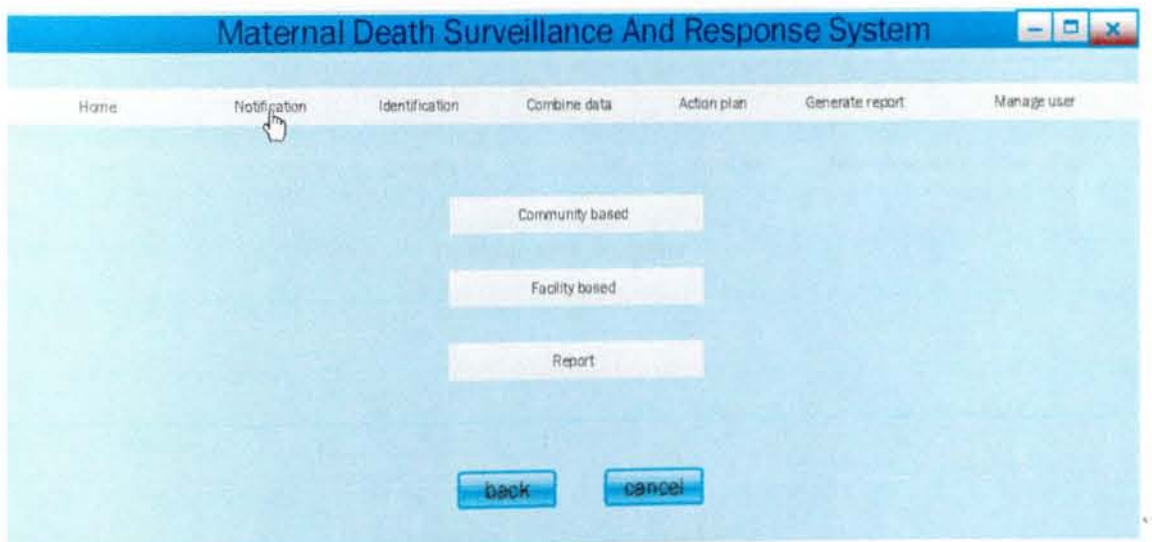 Maternal Death Surveillance And Response System
Home Notification Identification Combine data Action plan Generate report Manage user
Community based
Facility based
Report
back cancel